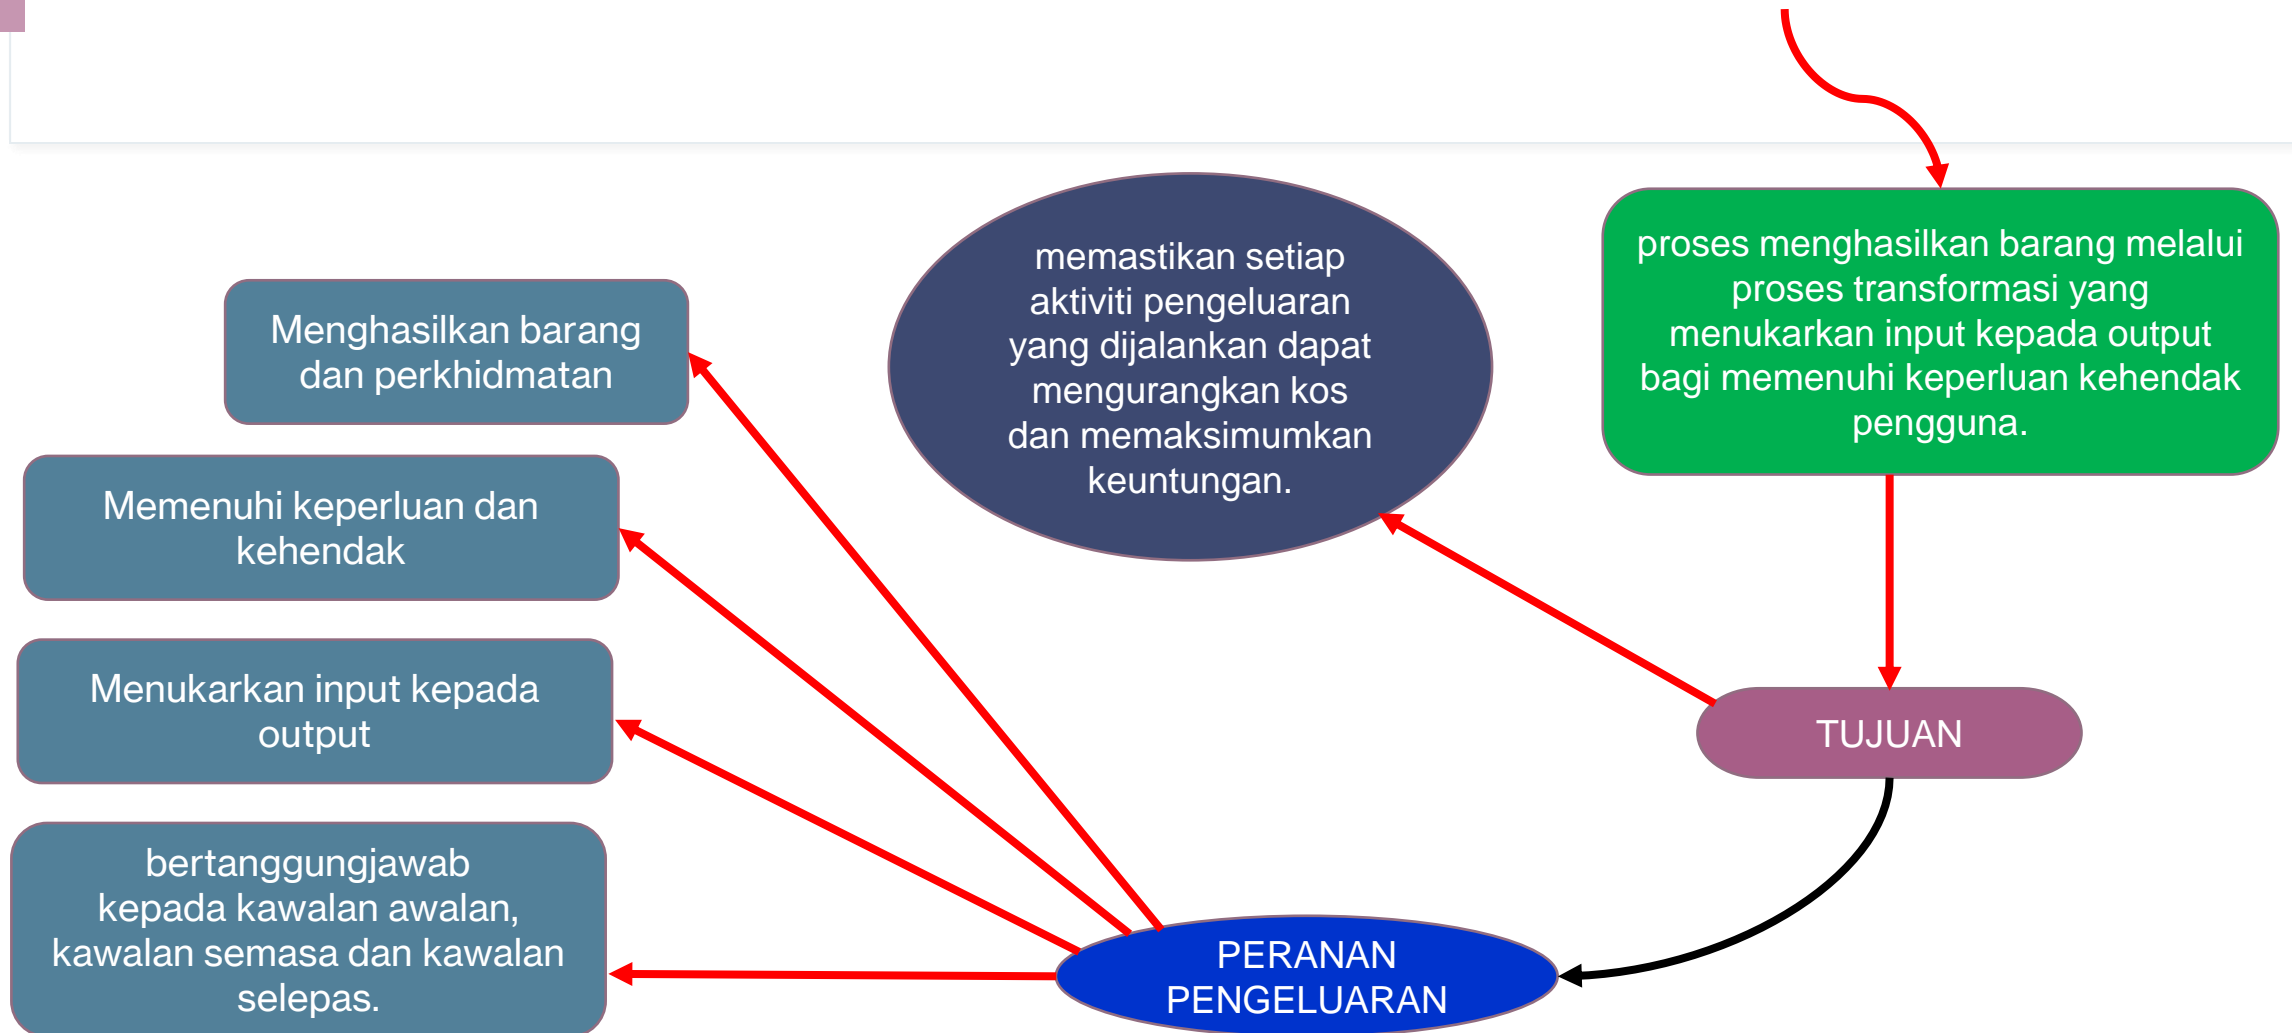 proses menghasilkan barang melalui
proses transformasi yang
menukarkan input kepada output
bagi memenuhi keperluan kehendak
pengguna.
TUJUAN
memastikan setiap
aktiviti pengeluaran
yang dijalankan dapat
mengurangkan kos
dan memaksimumkan
keuntungan.
PERANAN
PENGELUARAN
Menghasilkan barang
dan perkhidmatan
Memenuhi keperluan dan
kehendak
Menukarkan input kepada
output
bertanggungjawab
kepada kawalan awalan,
kawalan semasa dan kawalan
selepas.